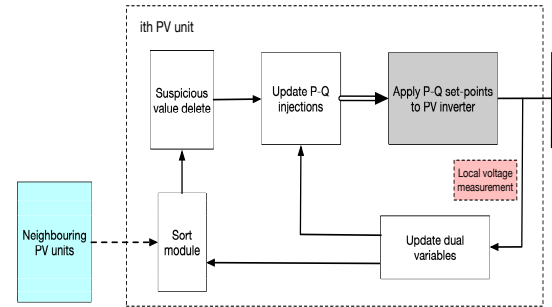 ith PV unit
Suspicious
value delete
Update P-Q
injections
Apply P-Q set-points
to PV inverter
Local voltage
measurement
Neighbouring
PV units
Sort
module
Update dual
variables